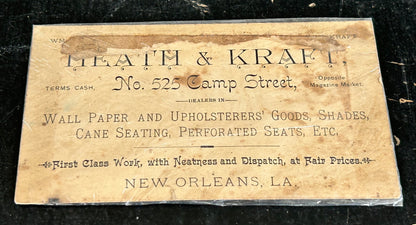 HEATH & KRAFT,
TERMS CASH,
No. 525 Camp Street,
Opposite
Magazine Market.
DEALERS IN
WALL PAPER AND UPHOLSTERERS' GOODS, SHADES,
CANE SEATING, PERFORATED SEATS, ETC.
First Class Work, with Neatness and Dispatch, at Fair Prices.
NEW ORLEANS, LA.